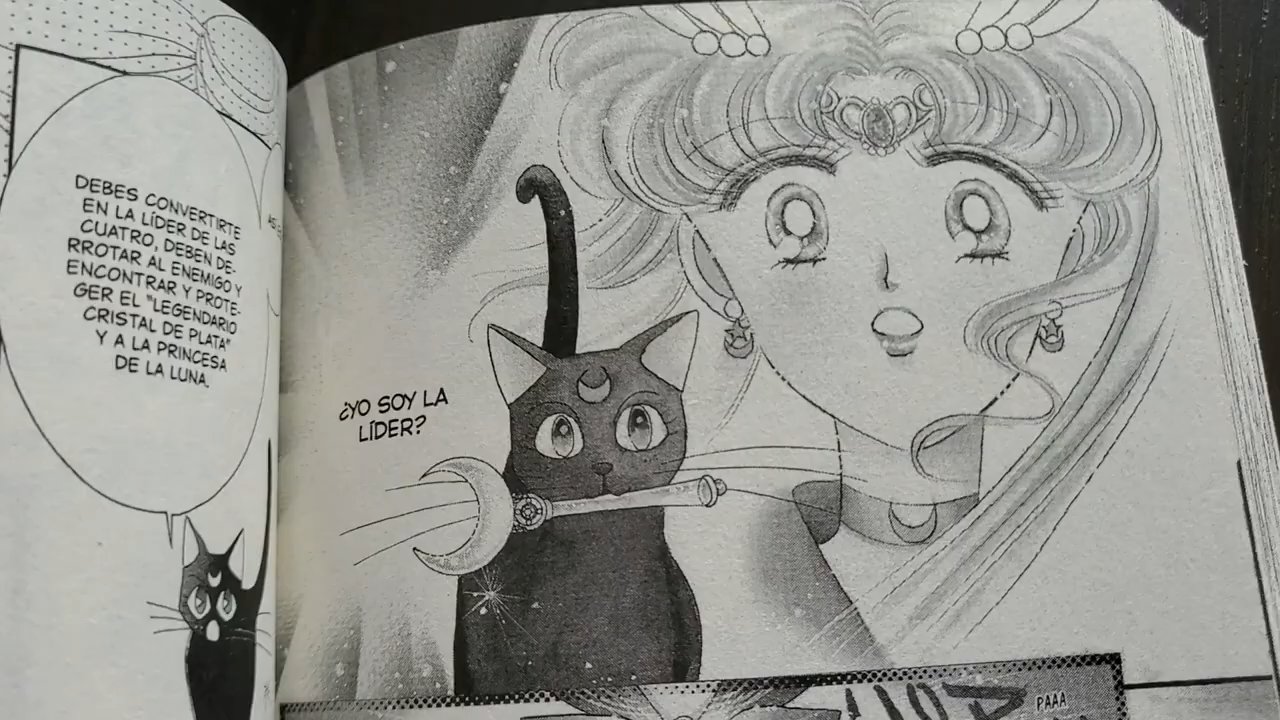 DEBES CONVERTIRTE
EN LA LÍDER DE LAS
CUATRO, DEBEN DE-
RROTAR AL ENEMIGO Y
ENCONTRAR Y PROTE-
GER EL "LEGENDARIO
CRISTAL DE PLATA"
Y A LA PRINCESA
DE LA LUNA.
¿YO SOY LA
LÍDER?
PAAA